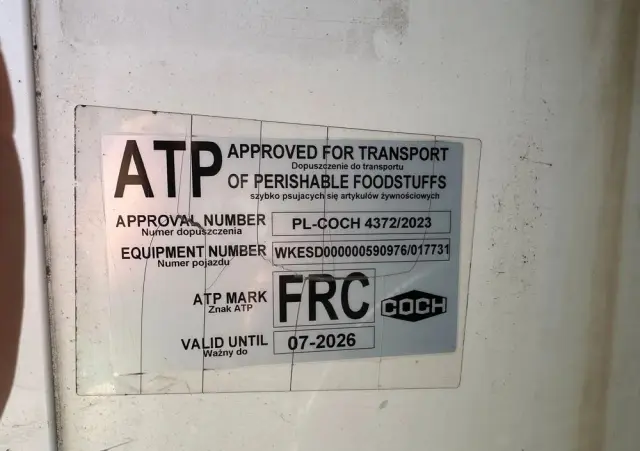 ATP APPROVED FOR TRANSPORT
Dopuszczenie do transportu
OF PERISHABLE FOODSTUFFS
szybko psujących się artykułów żywnościowych
APPROVAL NUMBER PL-COCH 4372/2023
Numer dopuszczenia
EQUIPMENT NUMBER WKESD000000590976/017731
Numer pojazdu
ATP MARK FRC COCH
Znak ATP
VALID UNTIL 07-2026
Ważny do